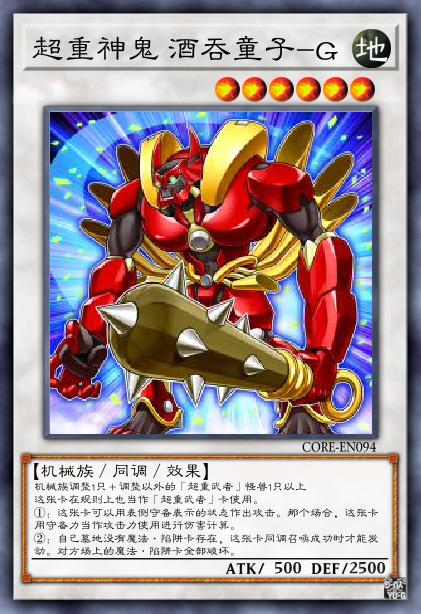 超重神鬼 酒吞童子-G 地
CORE-EN094
【机械族／同调／效果】
机械族调整1只＋调整以外的「超重武者」怪兽1只以上
这张卡在规则上也当作「超重武者」卡使用。
①：这张卡可以用表侧守备表示的状态作出攻击。那个场合，这张卡
用守备力当作攻击力使用进行伤害计算。
②：自己墓地没有魔法·陷阱卡存在，这张卡同调召唤成功时才能发
动。对方场上的魔法·陷阱卡全部破坏。
ATK/ 500 DEF/2500